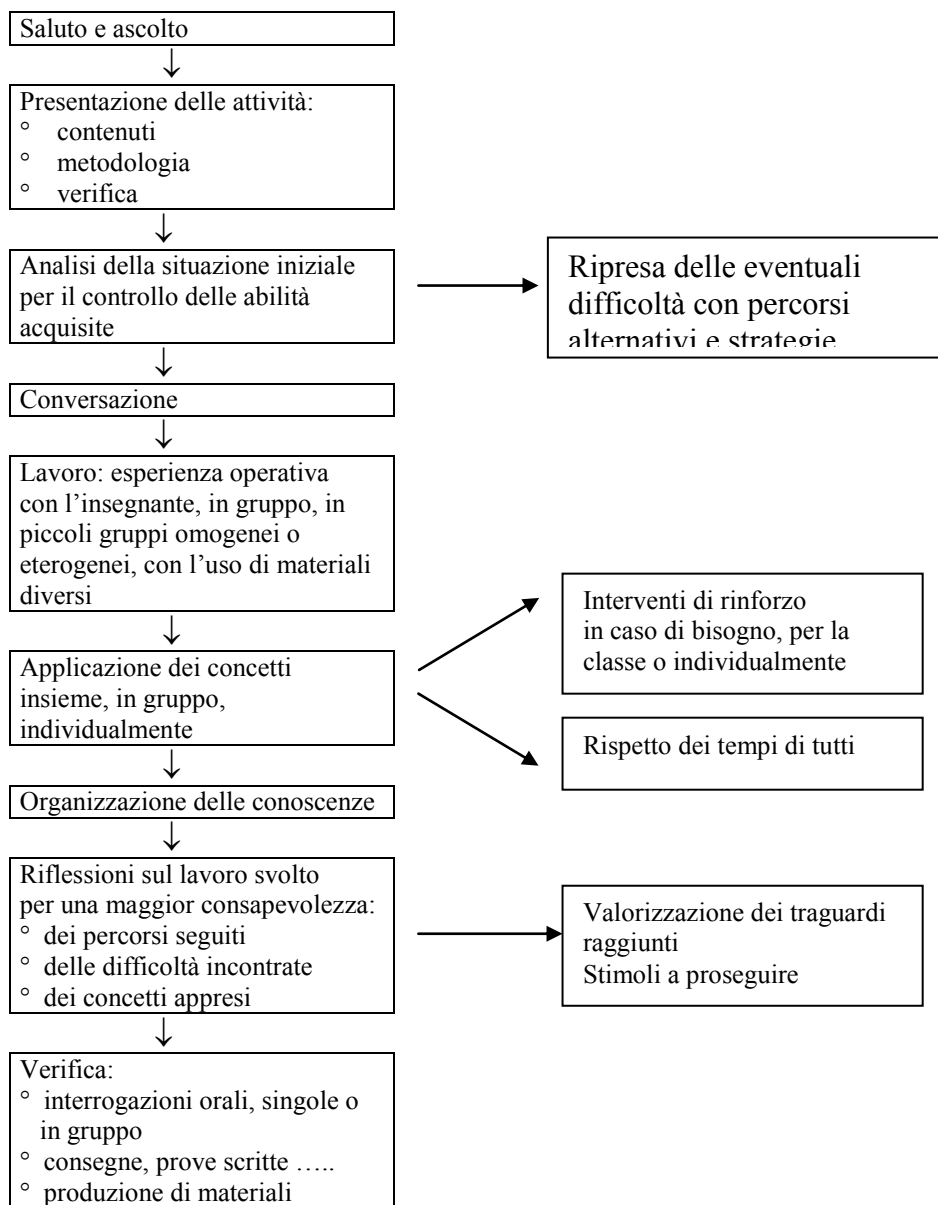 Saluto e ascolto
↓
Presentazione delle attività:
° contenuti
° metodologia
° verifica
↓
Analisi della situazione iniziale
per il controllo delle abilità
acquisite
Ripresa delle eventuali
difficoltà con percorsi
alternativi e strategie
↓
Conversazione
↓
Lavoro: esperienza operativa
con l’insegnante, in gruppo, in
piccoli gruppi omogenei o
eterogenei, con l’uso di materiali
diversi
↓
Applicazione dei concetti
insieme, in gruppo,
individualmente
Interventi di rinforzo
in caso di bisogno, per la
classe o individualmente
Rispetto dei tempi di tutti
↓
Organizzazione delle conoscenze
↓
Riflessioni sul lavoro svolto
per una maggior consapevolezza:
° dei percorsi seguiti
° delle difficoltà incontrate
° dei concetti appresi
Valorizzazione dei traguardi
raggiunti
Stimoli a proseguire
↓
Verifica:
° interrogazioni orali, singole o
in gruppo
° consegne, prove scritte …..
° produzione di materiali